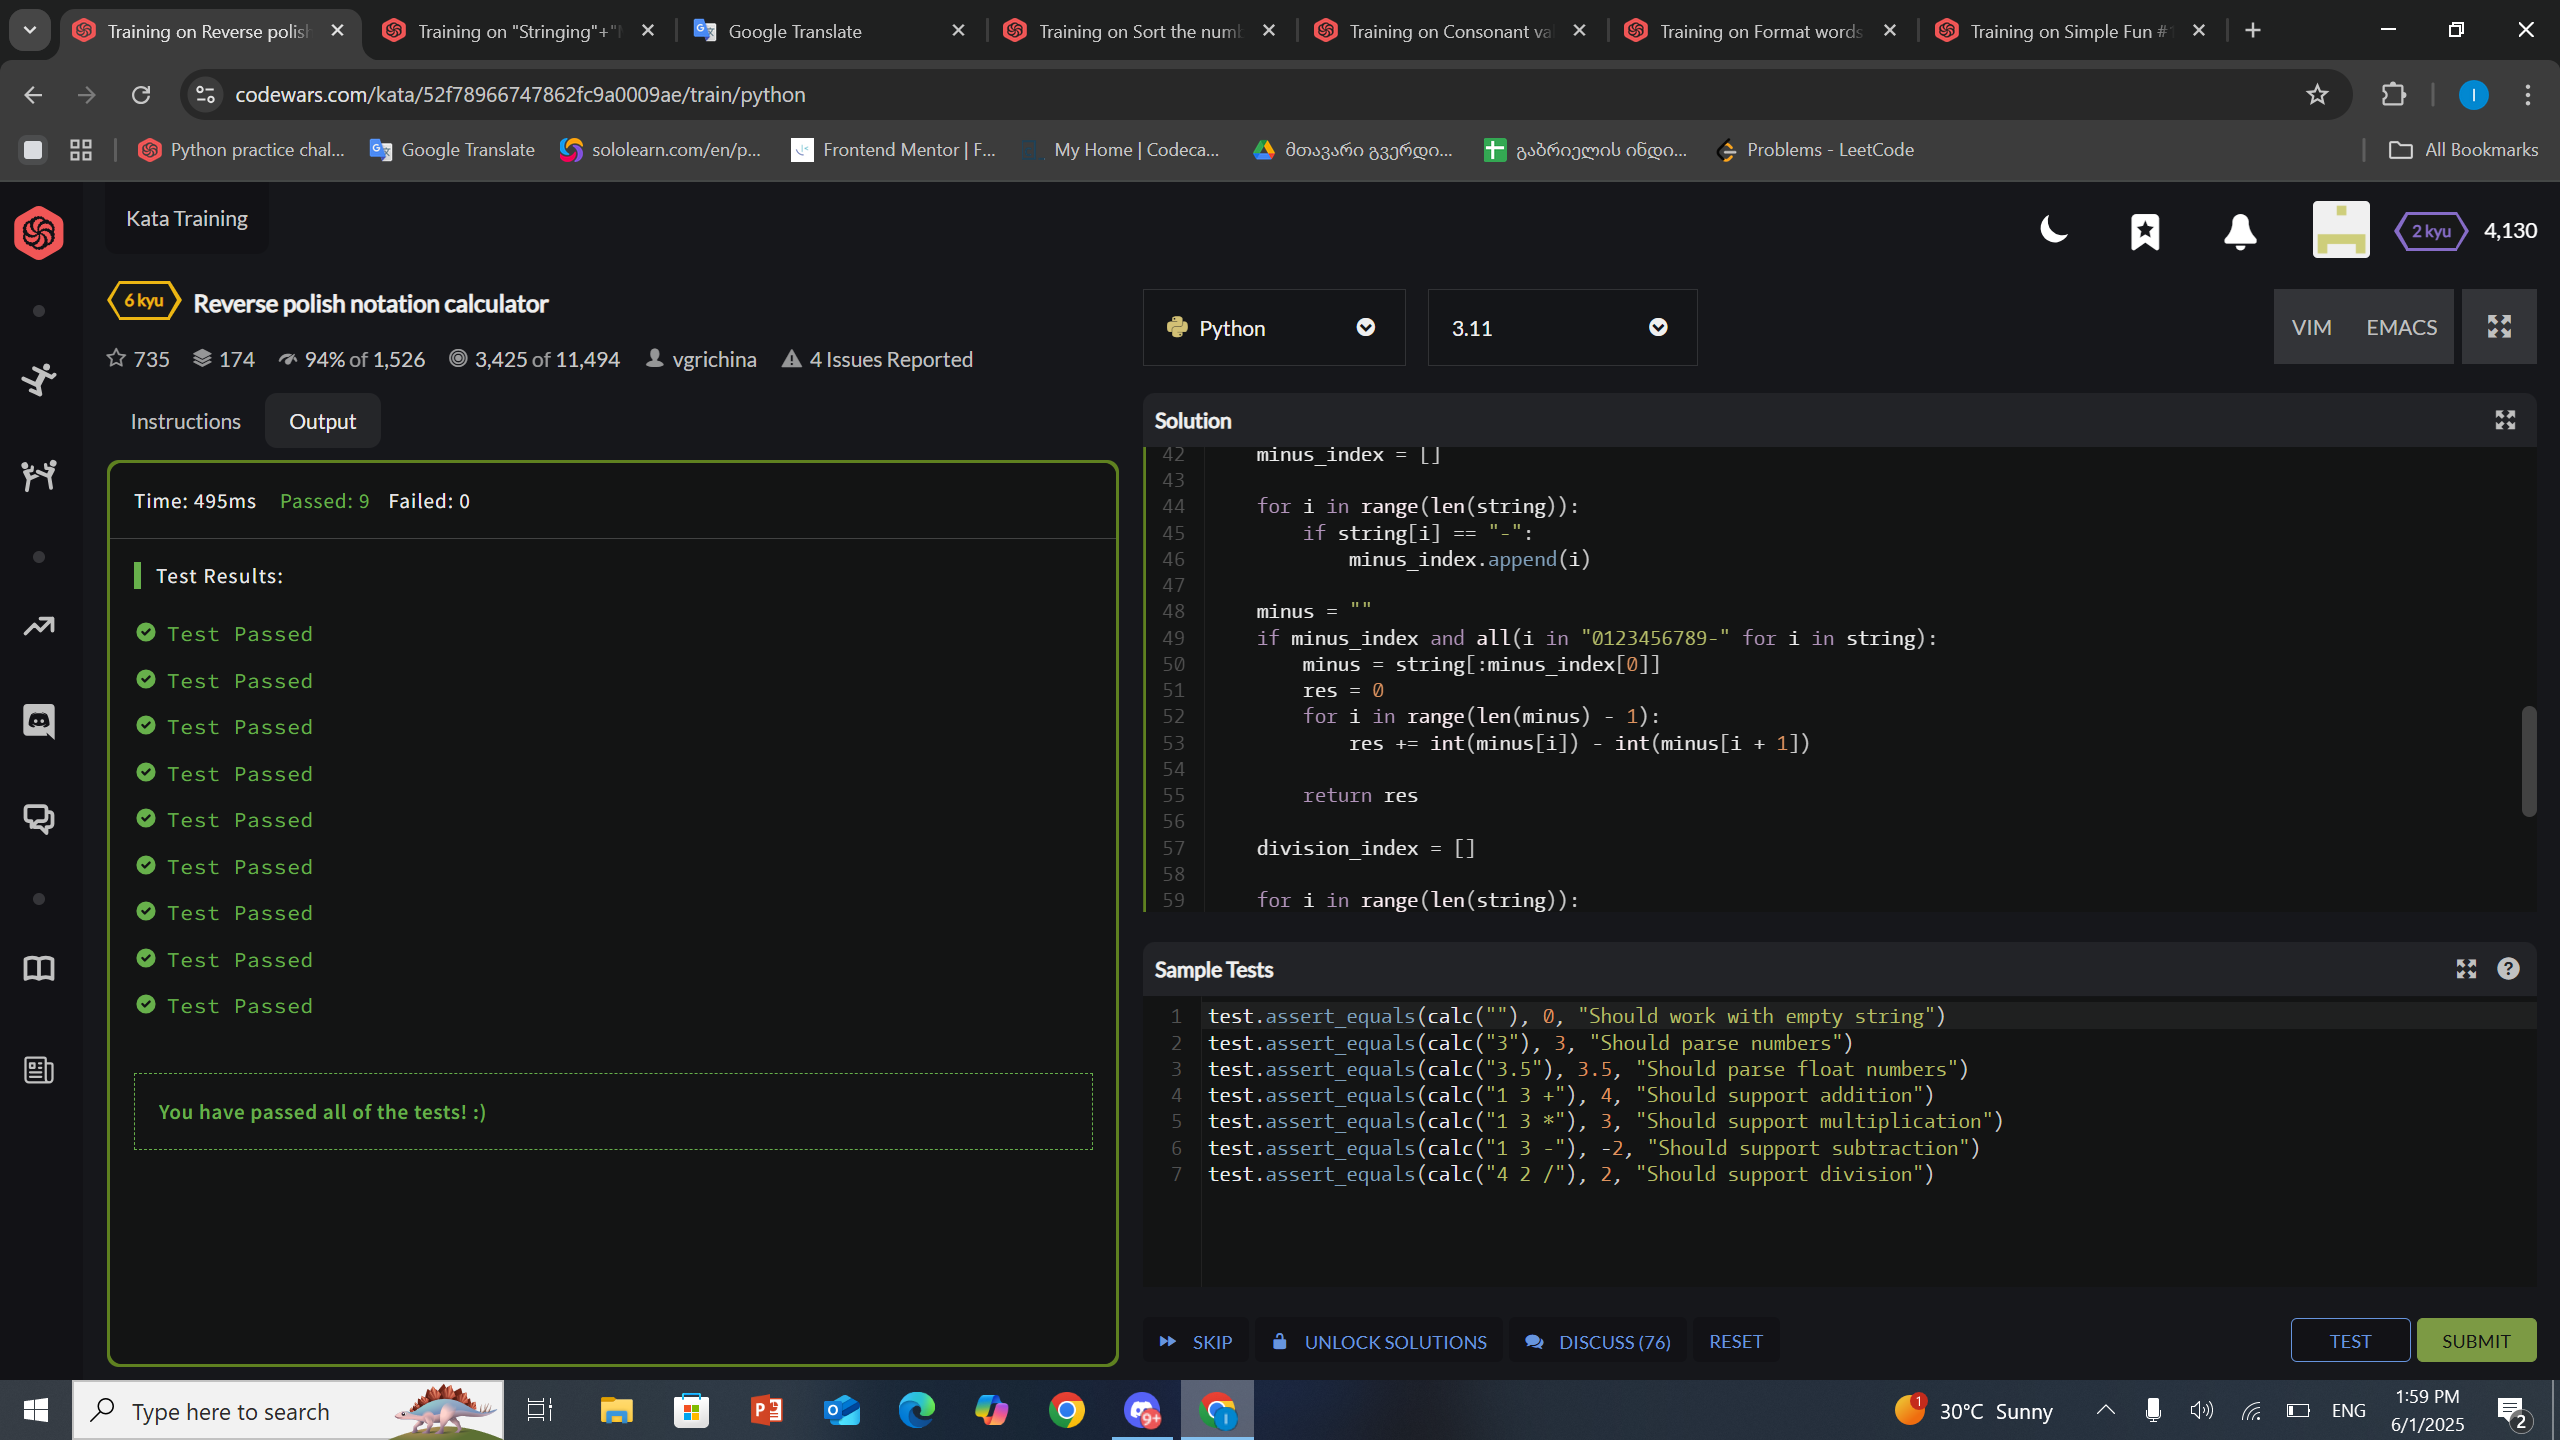 Training on Reverse polish
Training on "Stringing"+"
Google Translate
Training on Sort the numb
Training on Consonant va
Training on Format words
Training on Simple Fun #
codewars.com/kata/52f78966747862fc9a0009ae/train/python
I
Python practice chal...
Google Translate
sololearn.com/en/p...
Frontend Mentor | F...
My Home | Codeca...
მთავარი გვერდი...
გაბრიელის ინდი...
Problems - LeetCode
All Bookmarks
Kata Training
2 kyu
4,130
6 kyu
Reverse polish notation calculator
735
174
94% of 1,526
3,425 of 11,494
vgrichina
4 Issues Reported
Python
3.11
VIM
EMACS
Instructions
Output
Time: 495ms Passed: 9 Failed: 0
Test Results:
Test Passed
Test Passed
Test Passed
Test Passed
Test Passed
Test Passed
Test Passed
Test Passed
Test Passed
You have passed all of the tests! :)
Solution
42 minus_index = []
43
44 for i in range(len(string)):
45 if string[i] == "-":
46 minus_index.append(i)
47
48 minus = ""
49 if minus_index and all(i in "0123456789-" for i in string):
50 minus = string[:minus_index[0]]
51 res = 0
52 for i in range(len(minus) - 1):
53 res += int(minus[i]) - int(minus[i + 1])
54
55 return res
56
57 division_index = []
58
59 for i in range(len(string)):
Sample Tests
1 test.assert_equals(calc(""), 0, "Should work with empty string")
2 test.assert_equals(calc("3"), 3, "Should parse numbers")
3 test.assert_equals(calc("3.5"), 3.5, "Should parse float numbers")
4 test.assert_equals(calc("1 3 +"), 4, "Should support addition")
5 test.assert_equals(calc("1 3 *"), 3, "Should support multiplication")
6 test.assert_equals(calc("1 3 -"), -2, "Should support subtraction")
7 test.assert_equals(calc("4 2 /"), 2, "Should support division")
SKIP
UNLOCK SOLUTIONS
DISCUSS (76)
RESET
TEST
SUBMIT
Type here to search
9+
1
30°C Sunny
ENG
1:59 PM
6/1/2025
2